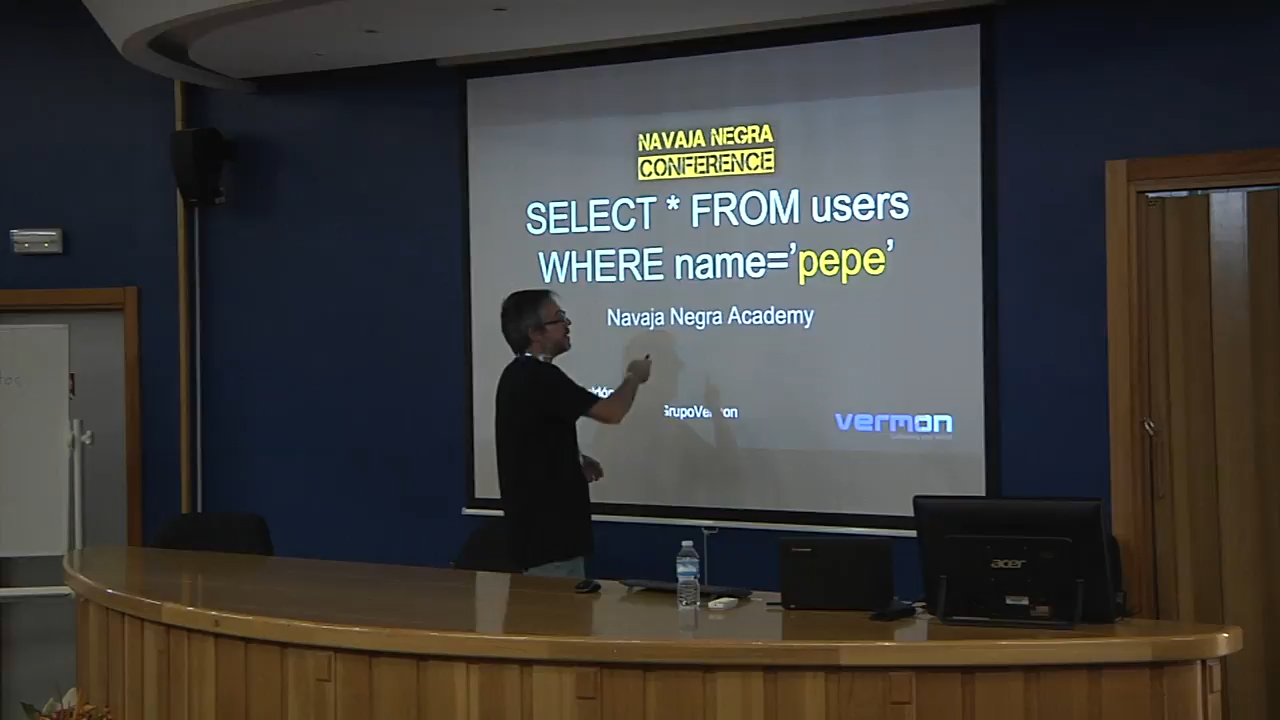 NAVAJA NEGRA
CONFERENCE
SELECT * FROM users
WHERE name='pepe’
Navaja Negra Academy
vermon
acer